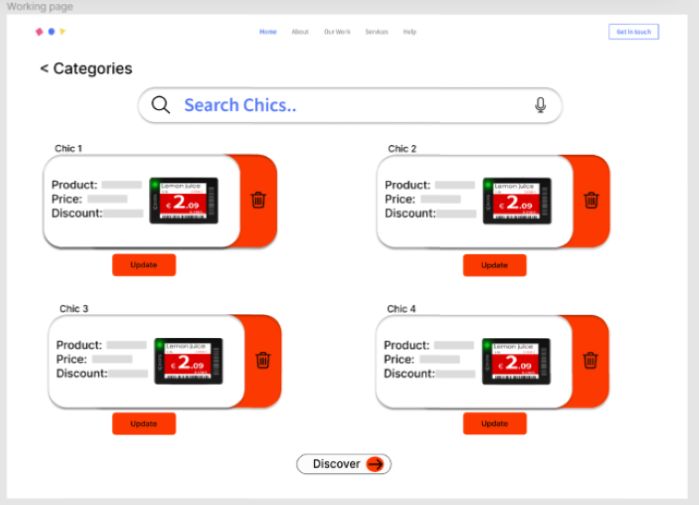 Working page
Home About Our Work Services Help Get in touch
< Categories
Search Chics..
Chic 1
Product:
Price:
Discount:
Lemon Juice
€ 2.09
Update
Chic 2
Product:
Price:
Discount:
Lemon Juice
€ 2.09
Update
Chic 3
Product:
Price:
Discount:
Lemon Juice
€ 2.09
Update
Chic 4
Product:
Price:
Discount:
Lemon Juice
€ 2.09
Update
Discover